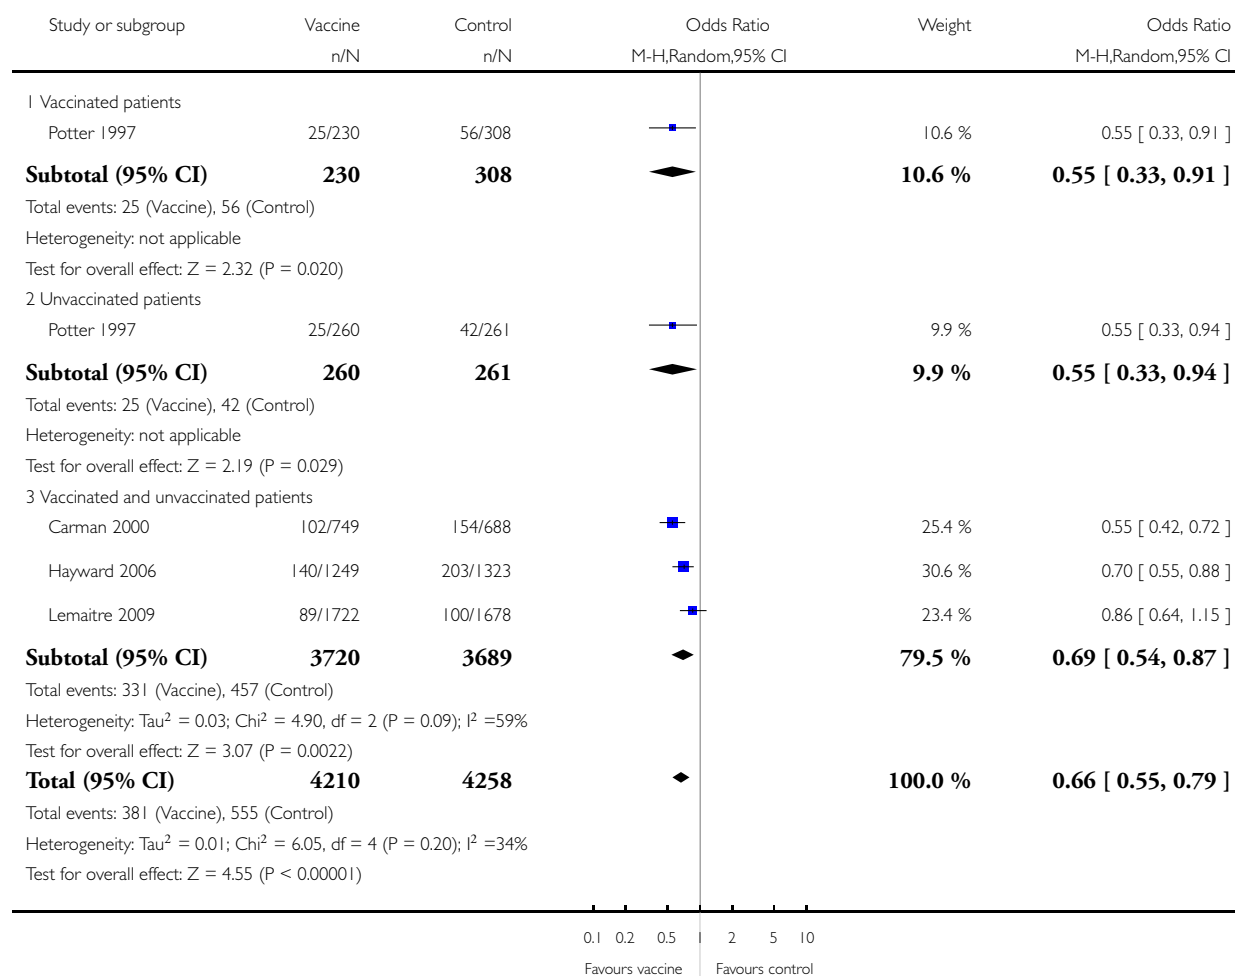 Study or subgroup Vaccine Control Odds Ratio Weight Odds Ratio
n/N n/N M-H,Random,95% CI M-H,Random,95% CI
1 Vaccinated patients
Potter 1997 25/230 56/308 10.6 % 0.55 [ 0.33, 0.91 ]
Subtotal (95% CI) 230 308 10.6 % 0.55 [ 0.33, 0.91 ]
Total events: 25 (Vaccine), 56 (Control)
Heterogeneity: not applicable
Test for overall effect: Z = 2.32 (P = 0.020)
2 Unvaccinated patients
Potter 1997 25/260 42/261 9.9 % 0.55 [ 0.33, 0.94 ]
Subtotal (95% CI) 260 261 9.9 % 0.55 [ 0.33, 0.94 ]
Total events: 25 (Vaccine), 42 (Control)
Heterogeneity: not applicable
Test for overall effect: Z = 2.19 (P = 0.029)
3 Vaccinated and unvaccinated patients
Carman 2000 102/749 154/688 25.4 % 0.55 [ 0.42, 0.72 ]
Hayward 2006 140/1249 203/1323 30.6 % 0.70 [ 0.55, 0.88 ]
Lemaitre 2009 89/1722 100/1678 23.4 % 0.86 [ 0.64, 1.15 ]
Subtotal (95% CI) 3720 3689 79.5 % 0.69 [ 0.54, 0.87 ]
Total events: 331 (Vaccine), 457 (Control)
Heterogeneity: Tau² = 0.03; Chi² = 4.90, df = 2 (P = 0.09); I² =59%
Test for overall effect: Z = 3.07 (P = 0.0022)
Total (95% CI) 4210 4258 100.0 % 0.66 [ 0.55, 0.79 ]
Total events: 381 (Vaccine), 555 (Control)
Heterogeneity: Tau² = 0.01; Chi² = 6.05, df = 4 (P = 0.20); I² =34%
Test for overall effect: Z = 4.55 (P < 0.00001)
0.1 0.2 0.5 1 2 5 10
Favours vaccine Favours control